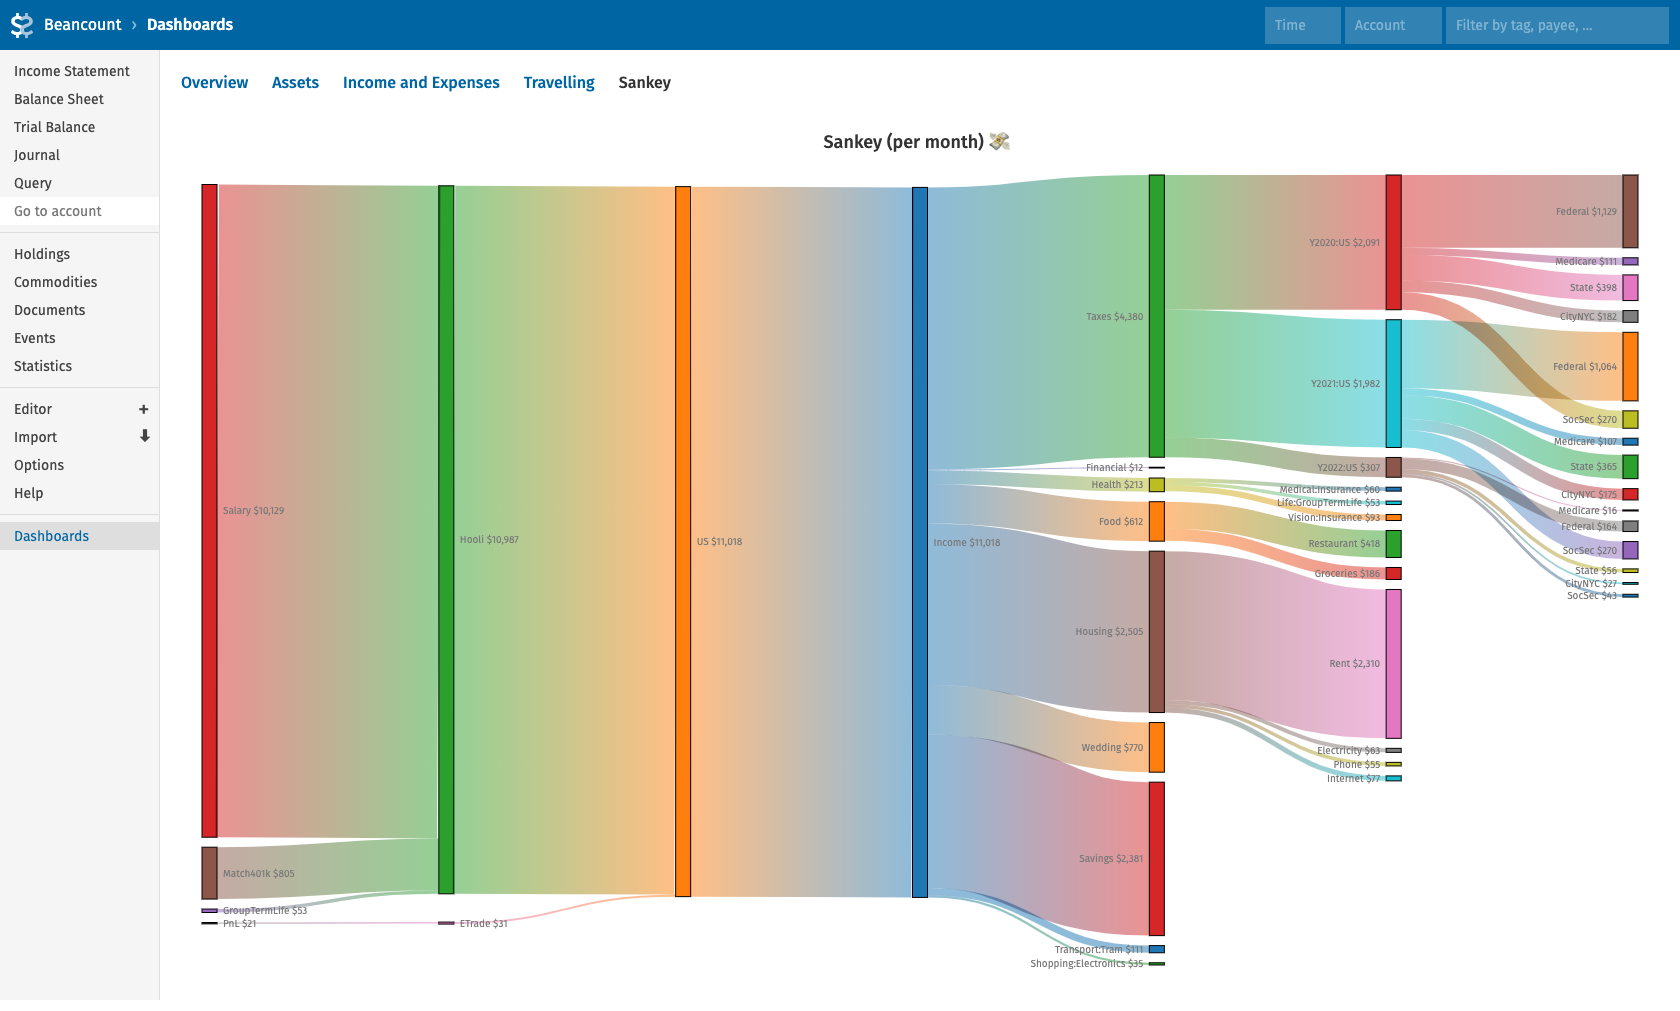 Beancount › Dashboards
Time
Account
Filter by tag, payee, ...
Income Statement
Balance Sheet
Trial Balance
Journal
Query
Go to account
Holdings
Commodities
Documents
Events
Statistics
Editor +
Import
Options
Help
Dashboards
Overview Assets Income and Expenses Travelling Sankey
Sankey (per month) 💸
Salary $10,129
Match401k $805
GroupTermLife $53
PnL $21
Hooli $10,987
ETrade $31
US $11,018
Income $11,018
Taxes $4,380
Financial $12
Health $213
Food $612
Housing $2,505
Wedding $770
Savings $2,381
Transport:Tram $111
Shopping:Electronics $35
Y2020:US $2,091
Y2021:US $1,982
Y2022:US $307
Medical:Insurance $60
Life:GroupTermLife $53
Vision:Insurance $93
Restaurant $418
Groceries $186
Rent $2,310
Electricity $63
Phone $55
Internet $77
Federal $1,129
Medicare $111
State $398
CityNYC $182
Federal $1,064
SocSec $270
Medicare $107
State $365
CityNYC $175
Medicare $16
Federal $164
SocSec $270
State $56
CityNYC $27
SocSec $43